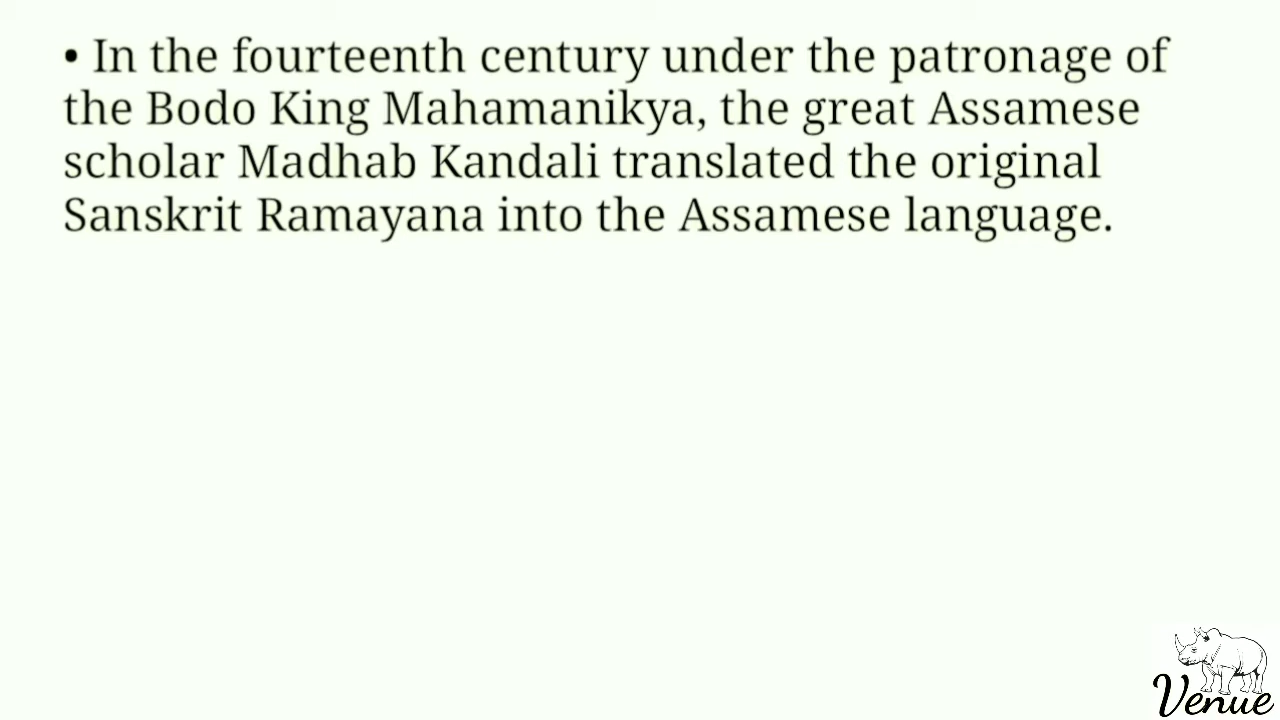 • In the fourteenth century under the patronage of
the Bodo King Mahamanikya, the great Assamese
scholar Madhab Kandali translated the original
Sanskrit Ramayana into the Assamese language.
Venue